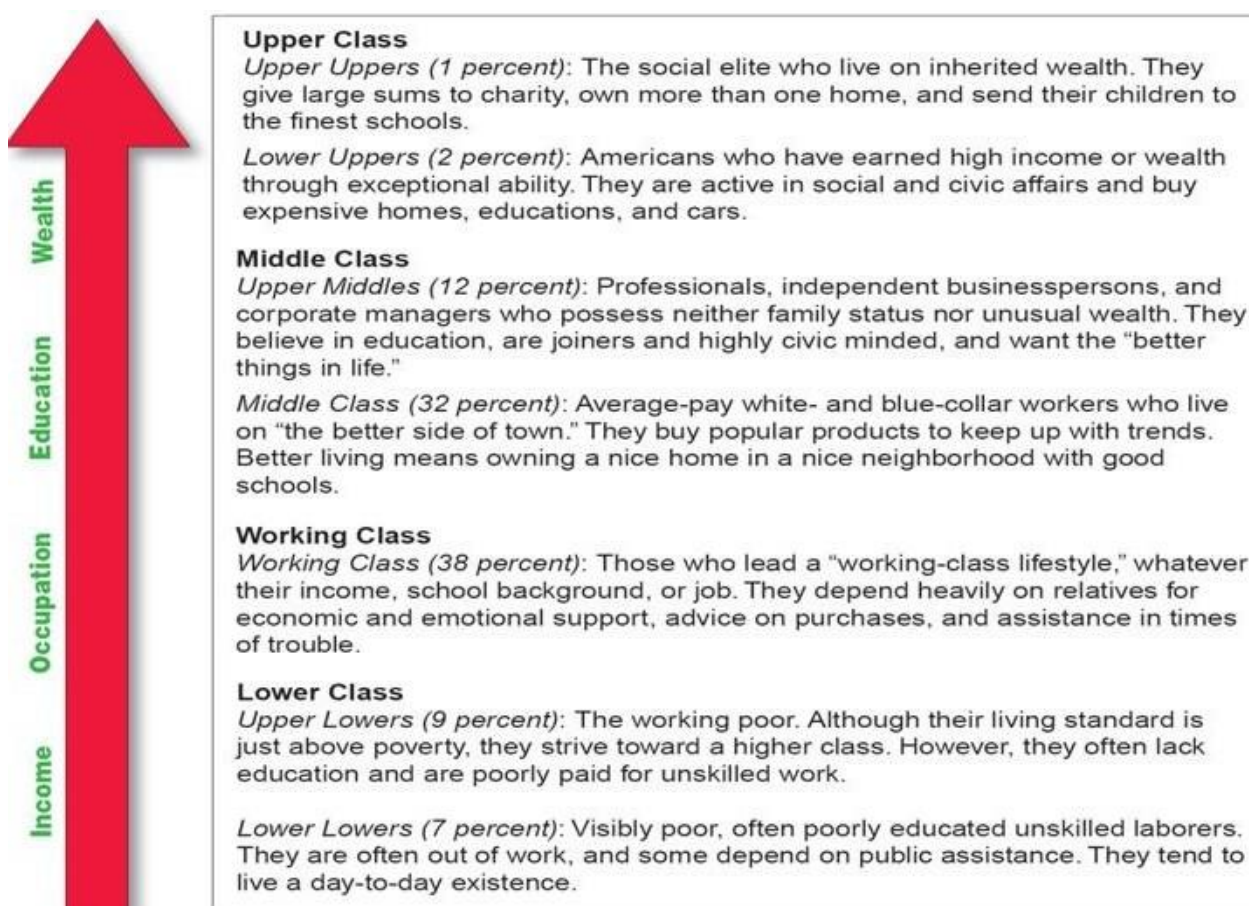 Upper Class
Upper Uppers (1 percent): The social elite who live on inherited wealth. They
give large sums to charity, own more than one home, and send their children to
the finest schools.
Lower Uppers (2 percent): Americans who have earned high income or wealth
through exceptional ability. They are active in social and civic affairs and buy
expensive homes, educations, and cars.
Middle Class
Upper Middles (12 percent): Professionals, independent businesspersons, and
corporate managers who possess neither family status nor unusual wealth. They
believe in education, are joiners and highly civic minded, and want the “better
things in life.”
Middle Class (32 percent): Average-pay white- and blue-collar workers who live
on “the better side of town.” They buy popular products to keep up with trends.
Better living means owning a nice home in a nice neighborhood with good
schools.
Working Class
Working Class (38 percent): Those who lead a “working-class lifestyle,” whatever
their income, school background, or job. They depend heavily on relatives for
economic and emotional support, advice on purchases, and assistance in times
of trouble.
Lower Class
Upper Lowers (9 percent): The working poor. Although their living standard is
just above poverty, they strive toward a higher class. However, they often lack
education and are poorly paid for unskilled work.
Lower Lowers (7 percent): Visibly poor, often poorly educated unskilled laborers.
They are often out of work, and some depend on public assistance. They tend to
live a day-to-day existence.
Wealth
Education
Occupation
Income